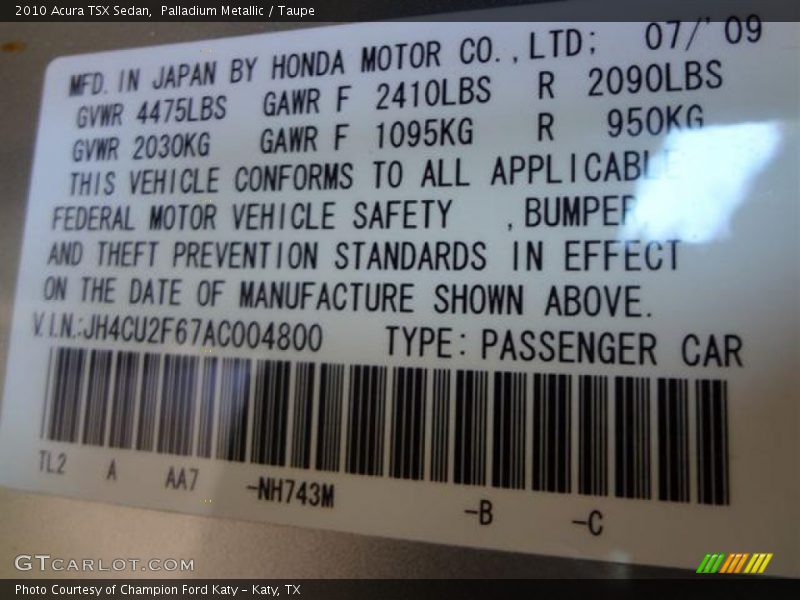 2010 Acura TSX Sedan, Palladium Metallic / Taupe
MFD. IN JAPAN BY HONDA MOTOR CO., LTD; 07/'09
GVWR 4475LBS GAWR F 2410LBS R 2090LBS
GVWR 2030KG GAWR F 1095KG R 950KG
THIS VEHICLE CONFORMS TO ALL APPLICABLE
FEDERAL MOTOR VEHICLE SAFETY , BUMPER,
AND THEFT PREVENTION STANDARDS IN EFFECT
ON THE DATE OF MANUFACTURE SHOWN ABOVE.
V.I.N.:JH4CU2F67AC004800 TYPE: PASSENGER CAR
TL2 A AA7 -NH743M -B -C
GTCARLOT.COM
Photo Courtesy of Champion Ford Katy - Katy, TX